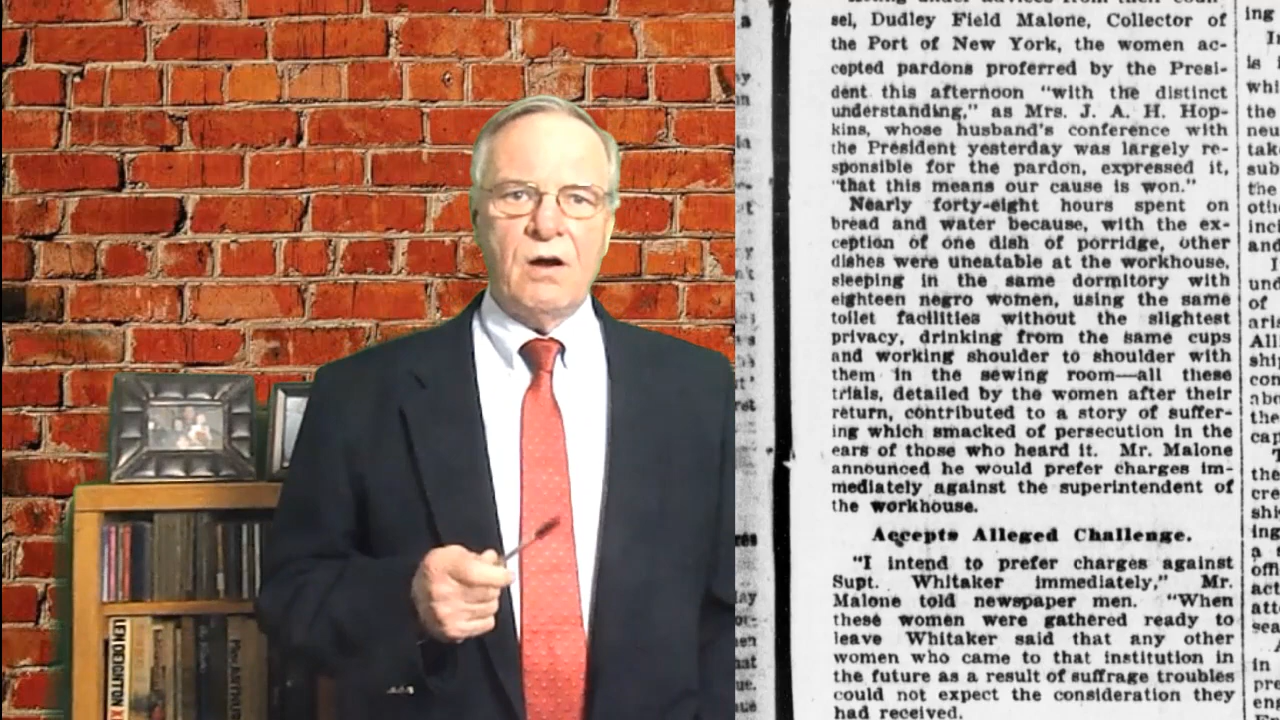 LEN DEIGHTON
sel, Dudley Field Malone, Collector of
the Port of New York, the women ac-
cepted pardons proferred by the Presi-
dent this afternoon "with the distinct
understanding," as Mrs. J. A. H. Hop-
kins, whose husband's conference with
the President yesterday was largely re-
sponsible for the pardon, expressed it,
"that this means our cause is won."
Nearly forty-eight hours spent on
bread and water because, with the ex-
ception of one dish of porridge, other
dishes were uneatable at the workhouse,
sleeping in the same dormitory with
eighteen negro women, using the same
toilet facilities without the slightest
privacy, drinking from the same cups
and working shoulder to shoulder with
them in the sewing room—all these
trials, detailed by the women after their
return, contributed to a story of suffer-
ing which smacked of persecution in the
ears of those who heard it. Mr. Malone
announced he would prefer charges im-
mediately against the superintendent of
the workhouse.
Accepts Alleged Challenge.
"I intend to prefer charges against
Supt. Whitaker immediately," Mr.
Malone told newspaper men. "When
these women were gathered ready to
leave Whitaker said that any other
women who came to that institution in
the future as a result of suffrage troubles
could not expect the consideration they
had received.